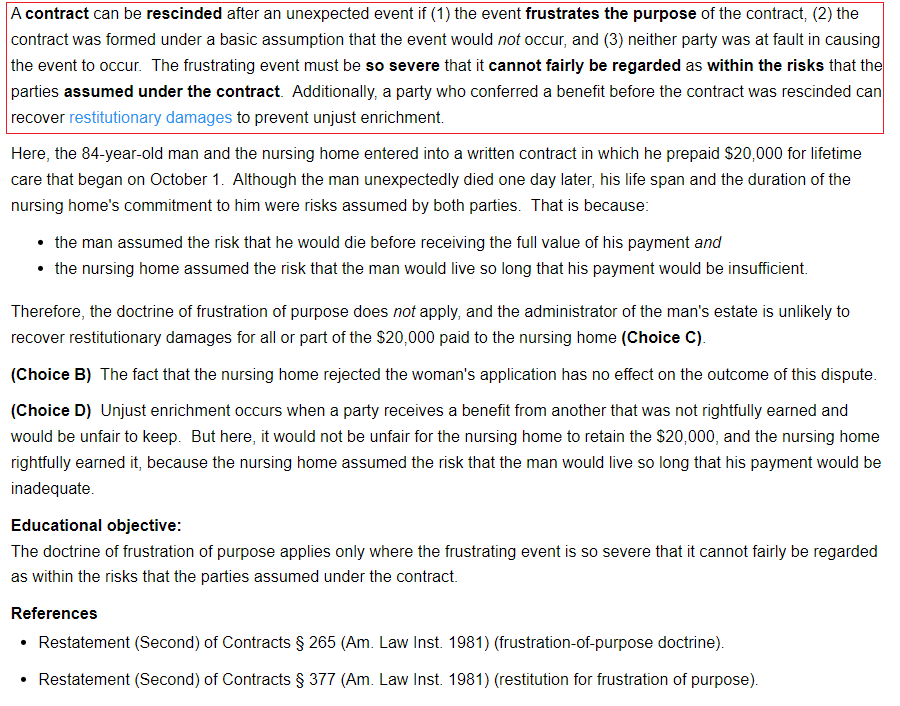 A contract can be rescinded after an unexpected event if (1) the event frustrates the purpose of the contract, (2) the
contract was formed under a basic assumption that the event would not occur, and (3) neither party was at fault in causing
the event to occur. The frustrating event must be so severe that it cannot fairly be regarded as within the risks that the
parties assumed under the contract. Additionally, a party who conferred a benefit before the contract was rescinded can
recover restitutionary damages to prevent unjust enrichment.
Here, the 84-year-old man and the nursing home entered into a written contract in which he prepaid $20,000 for lifetime
care that began on October 1. Although the man unexpectedly died one day later, his life span and the duration of the
nursing home's commitment to him were risks assumed by both parties. That is because:
• the man assumed the risk that he would die before receiving the full value of his payment and
• the nursing home assumed the risk that the man would live so long that his payment would be insufficient.
Therefore, the doctrine of frustration of purpose does not apply, and the administrator of the man's estate is unlikely to
recover restitutionary damages for all or part of the $20,000 paid to the nursing home (Choice C).
(Choice B) The fact that the nursing home rejected the woman's application has no effect on the outcome of this dispute.
(Choice D) Unjust enrichment occurs when a party receives a benefit from another that was not rightfully earned and
would be unfair to keep. But here, it would not be unfair for the nursing home to retain the $20,000, and the nursing home
rightfully earned it, because the nursing home assumed the risk that the man would live so long that his payment would be
inadequate.
Educational objective:
The doctrine of frustration of purpose applies only where the frustrating event is so severe that it cannot fairly be regarded
as within the risks that the parties assumed under the contract.
References
• Restatement (Second) of Contracts § 265 (Am. Law Inst. 1981) (frustration-of-purpose doctrine).
• Restatement (Second) of Contracts § 377 (Am. Law Inst. 1981) (restitution for frustration of purpose).